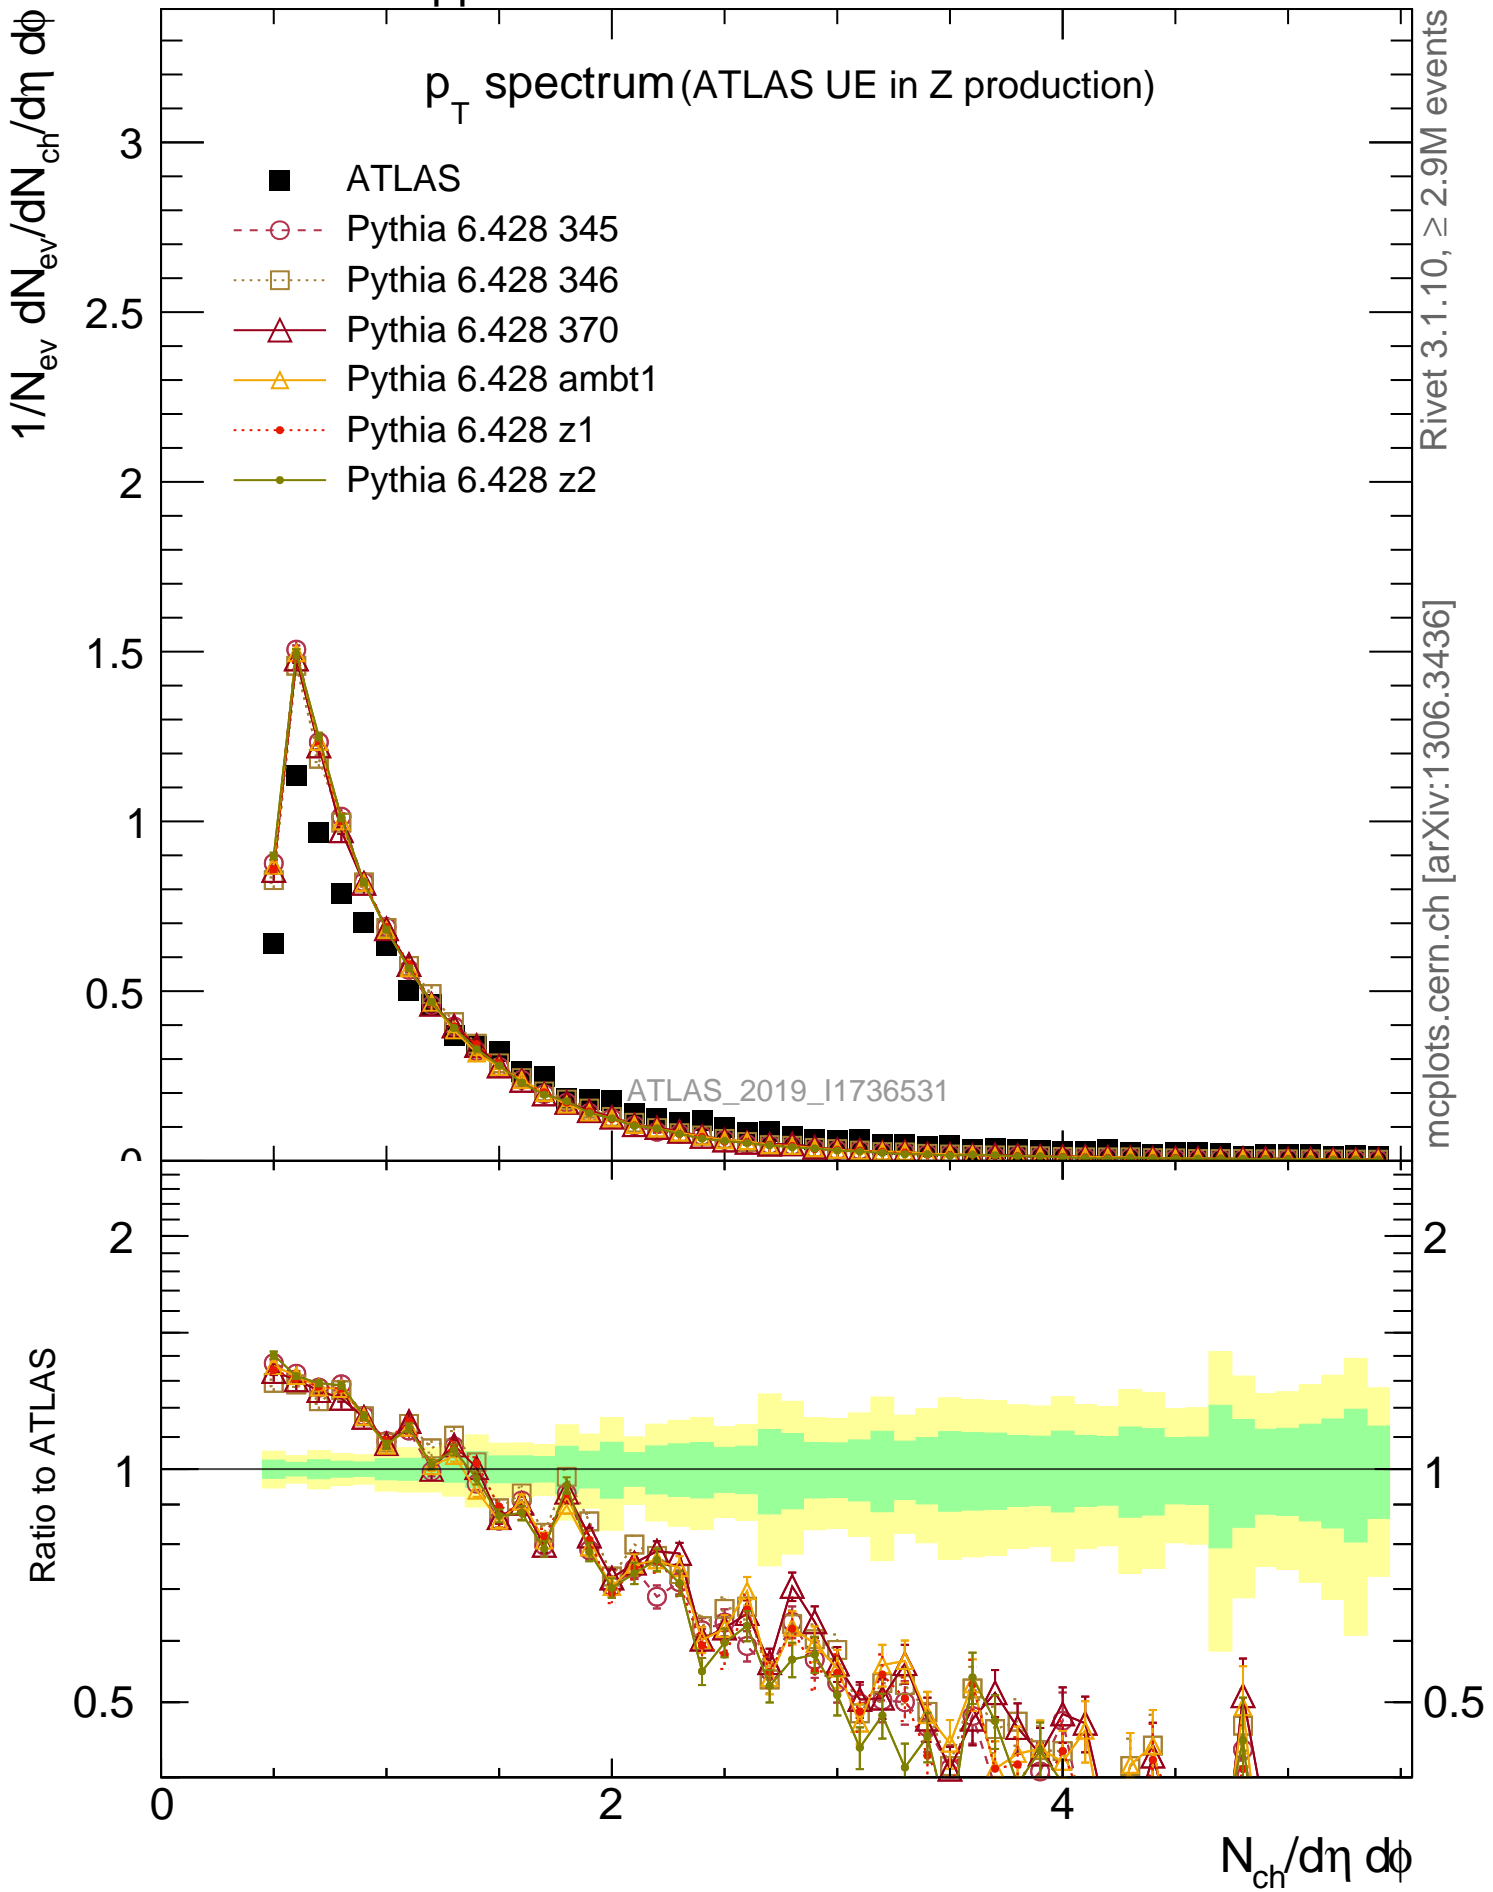 pp
1/N_ev dN_ev/dN_ch/dη dϕ
p_T spectrum (ATLAS UE in Z production)
ATLAS
Pythia 6.428 345
Pythia 6.428 346
Pythia 6.428 370
Pythia 6.428 ambt1
Pythia 6.428 z1
Pythia 6.428 z2
3
2.5
2
1.5
1
0.5
0
ATLAS_2019_I1736531
Rivet 3.1.10, ≥ 2.9M events
mcplots.cern.ch [arXiv:1306.3436]
Ratio to ATLAS
2
1
0.5
2
1
0.5
0
2
4
N_ch/dη dϕ